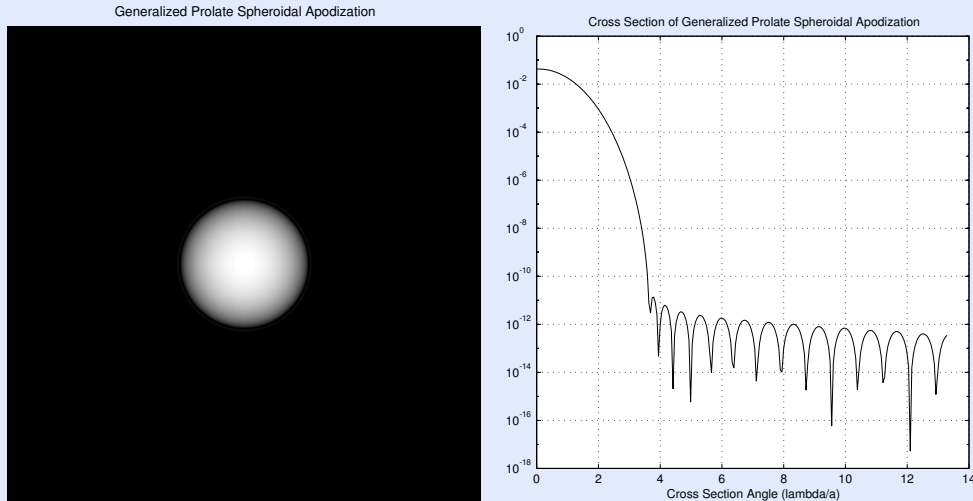 Generalized Prolate Spheroidal Apodization
Cross Section of Generalized Prolate Spheroidal Apodization
10^0
10^-2
10^-4
10^-6
10^-8
10^-10
10^-12
10^-14
10^-16
10^-18
0 2 4 6 8 10 12 14
Cross Section Angle (lambda/a)